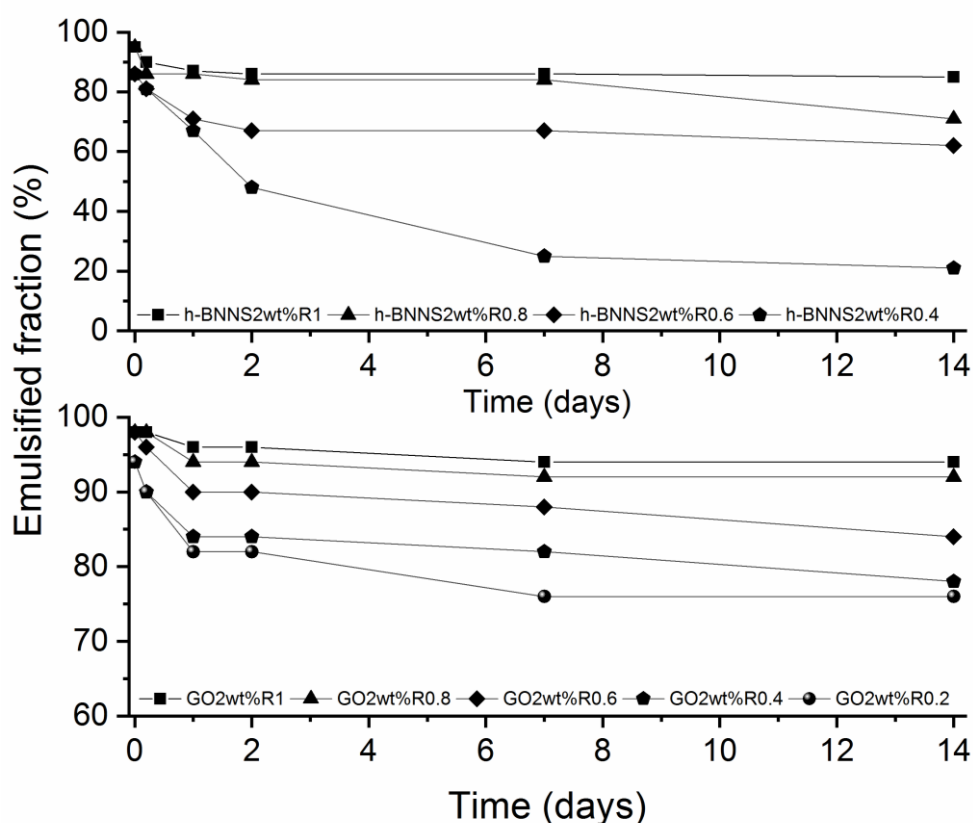 Emulsified fraction (%)
100
80
60
40
20
0
h-BNNS2wt%R1 h-BNNS2wt%R0.8 h-BNNS2wt%R0.6 h-BNNS2wt%R0.4
0 2 4 6 8 10 12 14
Time (days)
100
90
80
70
60
GO2wt%R1 GO2wt%R0.8 GO2wt%R0.6 GO2wt%R0.4 GO2wt%R0.2
0 2 4 6 8 10 12 14
Time (days)